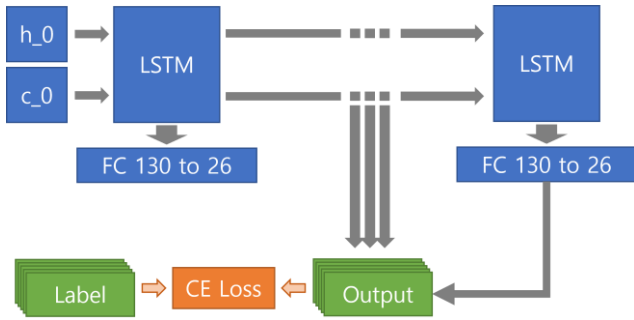 h_0
LSTM
LSTM
c_0
FC 130 to 26
FC 130 to 26
Label
CE Loss
Output